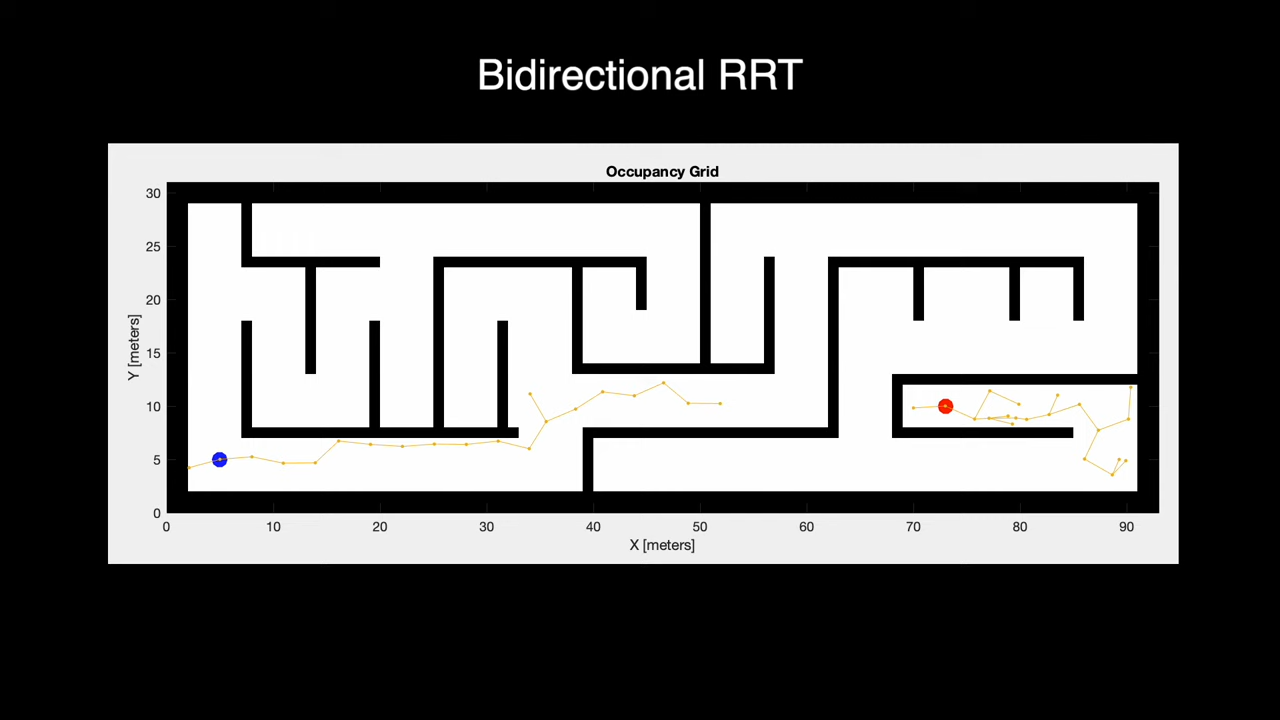 Bidirectional RRT
Occupancy Grid
30
25
20
15
10
5
0
Y [meters]
0 10 20 30 40 50 60 70 80 90
X [meters]